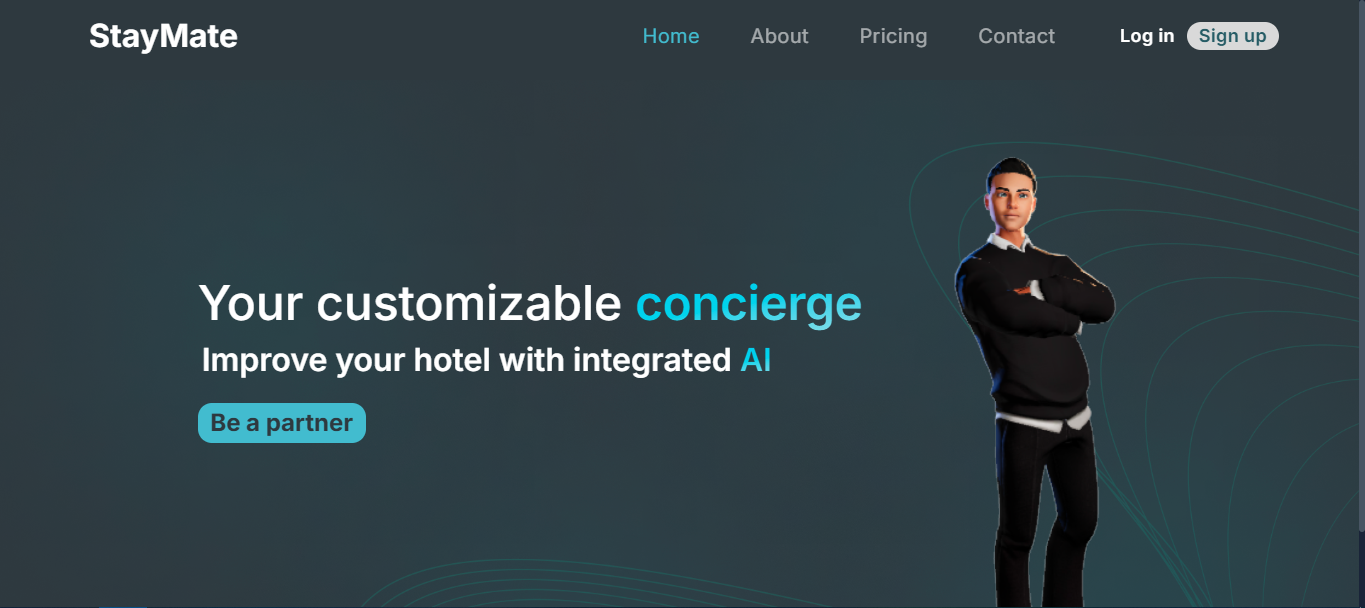 StayMate
Home About Pricing Contact Log in Sign up
Your customizable concierge
Improve your hotel with integrated AI
Be a partner